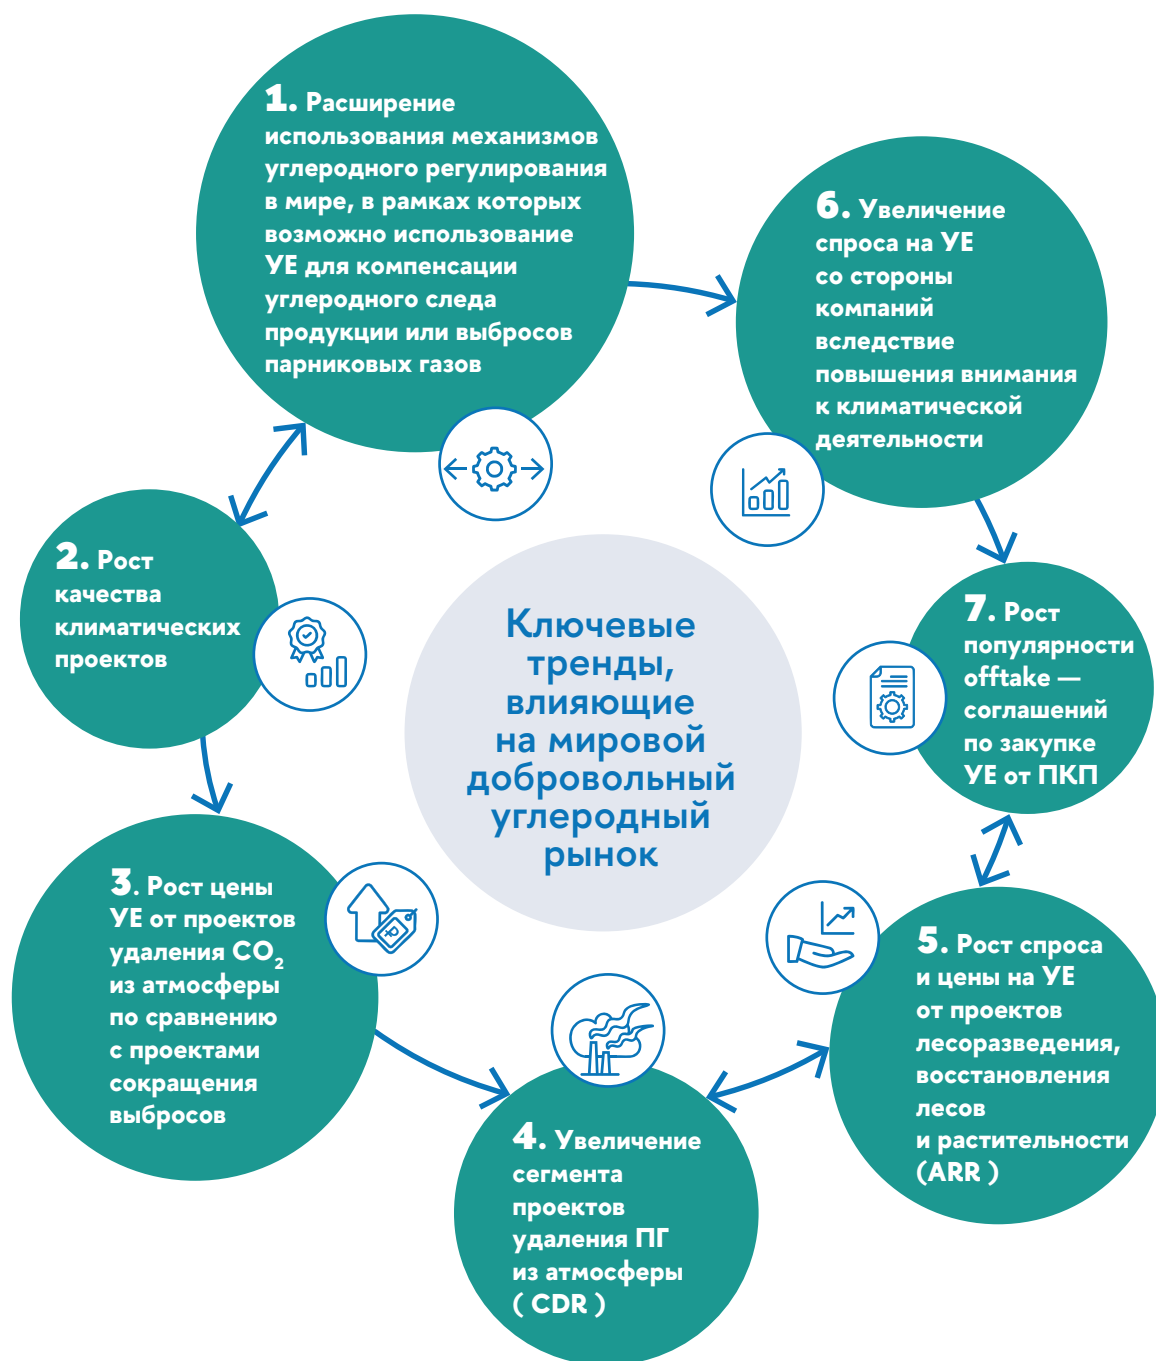 1. Расширение
использования механизмов
углеродного регулирования
в мире, в рамках которых
возможно использование
УЕ для компенсации
углеродного следа
продукции или выбросов
парниковых газов
2. Рост
качества
климатических
проектов
3. Рост цены
УЕ от проектов
удаления CO₂
из атмосферы
по сравнению
с проектами
сокращения
выбросов
4. Увеличение
сегмента
проектов
удаления ПГ
из атмосферы
( CDR )
5. Рост спроса
и цены на УЕ
от проектов
лесоразведения,
восстановления
лесов
и растительности
(ARR )
6. Увеличение
спроса на УЕ
со стороны
компаний
вследствие
повышения внимания
к климатической
деятельности
7. Рост
популярности
offtake —
соглашений
по закупке
УЕ от ПКП
Ключевые
тренды,
влияющие
на мировой
добровольный
углеродный
рынок